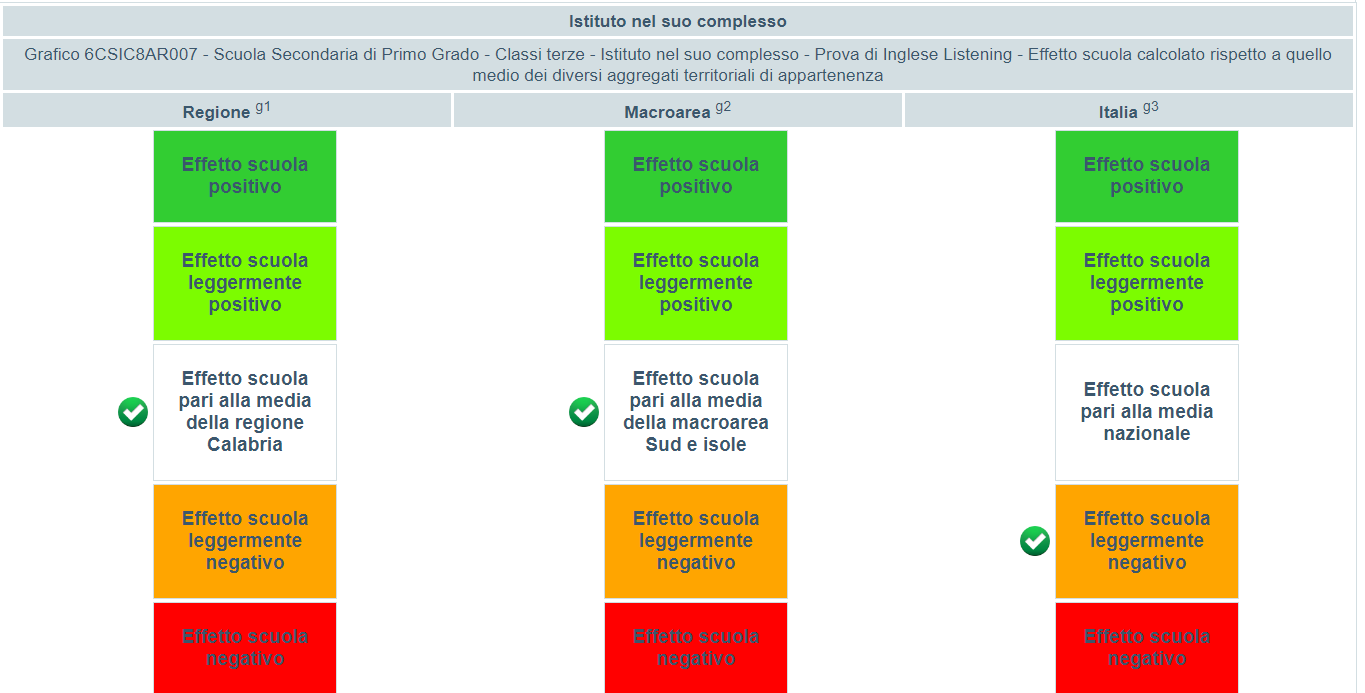 Istituto nel suo complesso
Grafico 6CSIC8AR007 - Scuola Secondaria di Primo Grado - Classi terze - Istituto nel suo complesso - Prova di Inglese Listening - Effetto scuola calcolato rispetto a quello
medio dei diversi aggregati territoriali di appartenenza
Regione g1
Macroarea g2
Italia g3
Effetto scuola
positivo
Effetto scuola
positivo
Effetto scuola
positivo
Effetto scuola
leggermente
positivo
Effetto scuola
leggermente
positivo
Effetto scuola
leggermente
positivo
Effetto scuola
pari alla media
della regione
Calabria
Effetto scuola
pari alla media
della macroarea
Sud e isole
Effetto scuola
pari alla media
nazionale
Effetto scuola
leggermente
negativo
Effetto scuola
leggermente
negativo
Effetto scuola
leggermente
negativo
Effetto scuola
negativo
Effetto scuola
negativo
Effetto scuola
negativo